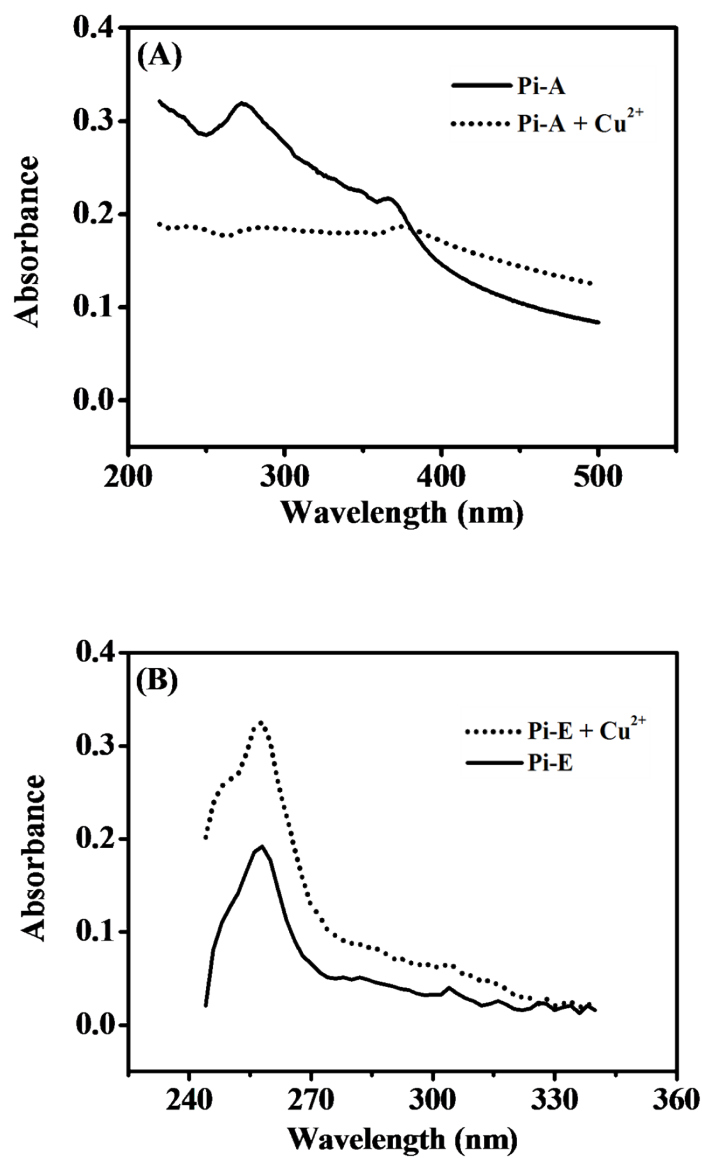 0.4
(A)
Pi-A
Pi-A + Cu²⁺
0.3
0.2
0.1
0.0
Absorbance
200 300 400 500
Wavelength (nm)
0.4
(B)
Pi-E + Cu²⁺
Pi-E
0.3
0.2
0.1
0.0
Absorbance
240 270 300 330 360
Wavelength (nm)